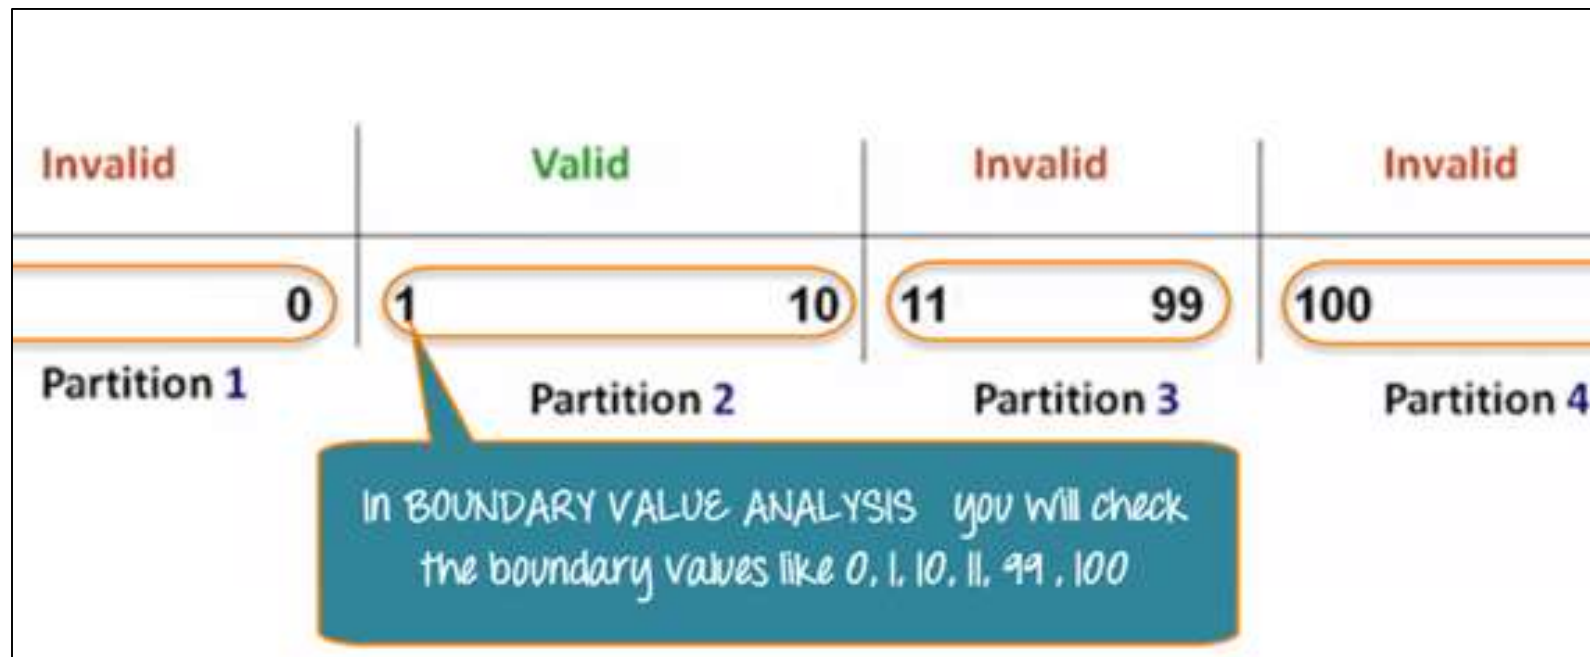 Invalid Valid Invalid Invalid
0 1 10 11 99 100
Partition 1 Partition 2 Partition 3 Partition 4
In BOUNDARY VALUE ANALYSIS you will check
the boundary values like 0, 1, 10, 11, 99 , 100